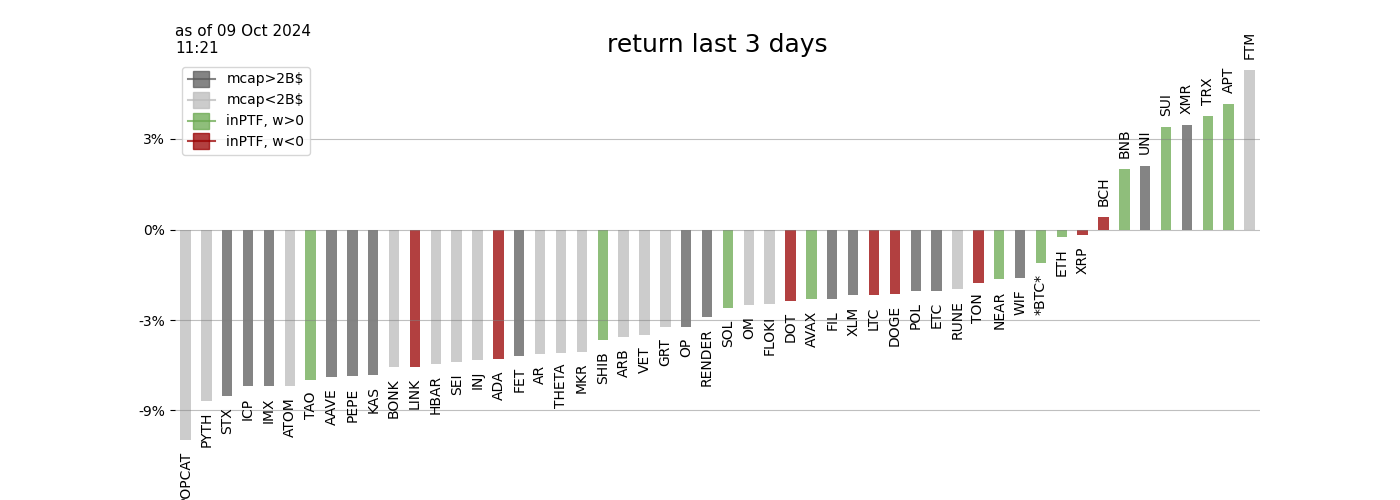 as of 09 Oct 2024
11:21
return last 3 days
mcap>2B$
mcap<2B$
inPTF, w>0
inPTF, w<0
3%
0%
-3%
-9%
OPCAT
PYTH
STX
ICP
IMX
ATOM
TAO
AAVE
PEPE
KAS
BONK
LINK
HBAR
SEI
INJ
ADA
FET
AR
THETA
MKR
SHIB
ARB
VET
GRT
OP
RENDER
SOL
OM
FLOKI
DOT
AVAX
FIL
XLM
LTC
DOGE
POL
ETC
RUNE
TON
NEAR
WIF
*BTC*
ETH
XRP
BCH
BNB
UNI
SUI
XMR
TRX
APT
FTM